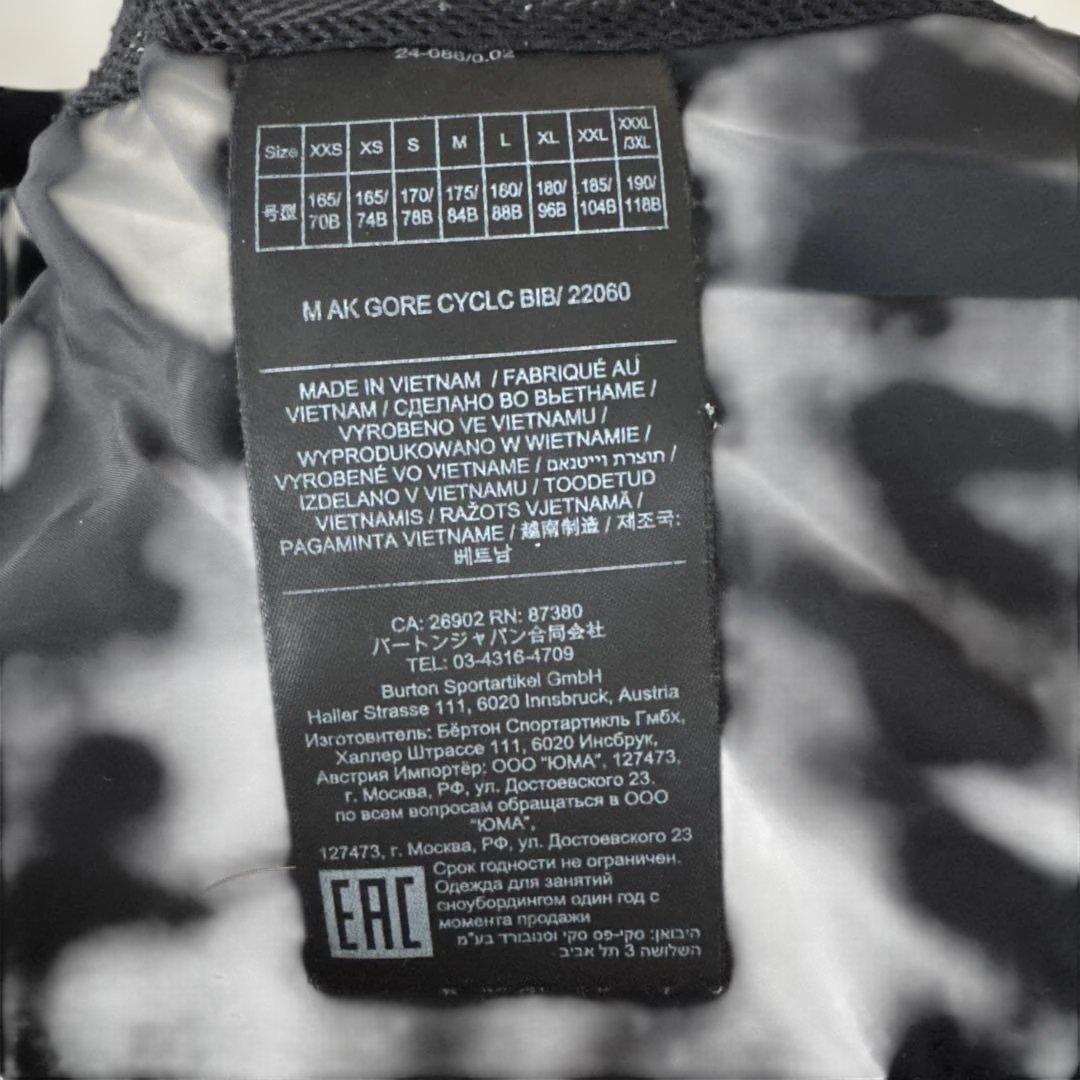 24-086/0.02
Size XXS XS S M L XL XXL XXXL/3XL
号型 165/70B 165/74B 170/78B 175/84B 180/88B 180/96B 185/104B 190/118B
M AK GORE CYCLC BIB/ 22060
MADE IN VIETNAM / FABRIQUÉ AU
VIETNAM / СДЕЛАНО ВО ВЬЕТНАМЕ /
VYROBENO VE VIETNAMU /
WYPRODUKOWANO W WIETNAMIE /
VYROBENÉ VO VIETNAME / תוצרת וייטנאם /
IZDELANO V VIETNAMU / TOODETUD
VIETNAMIS / RAŽOTS VJETNAMĀ /
PAGAMINTA VIETNAME / 越南制造 / 제조국:
베트남
CA: 26902 RN: 87380
バートンジャパン合同会社
TEL: 03-4316-4709
Burton Sportartikel GmbH
Haller Strasse 111, 6020 Innsbruck, Austria
Изготовитель: Бёртон Спортартикль Гмбх,
Халлер Штрассе 111, 6020 Инсбрук,
Австрия Импортёр: ООО "ЮМА", 127473,
г. Москва, РФ, ул. Достоевского 23.
по всем вопросам обращаться в ООО
"ЮМА",
127473, г. Москва, РФ, ул. Достоевского 23
Срок годности не ограничен.
Одежда для занятий
сноубордингом один год с
момента продажи
EAC
היבואן: סקי-פס סקי וסנובורד בע"מ
השלושה 3 תל אביב